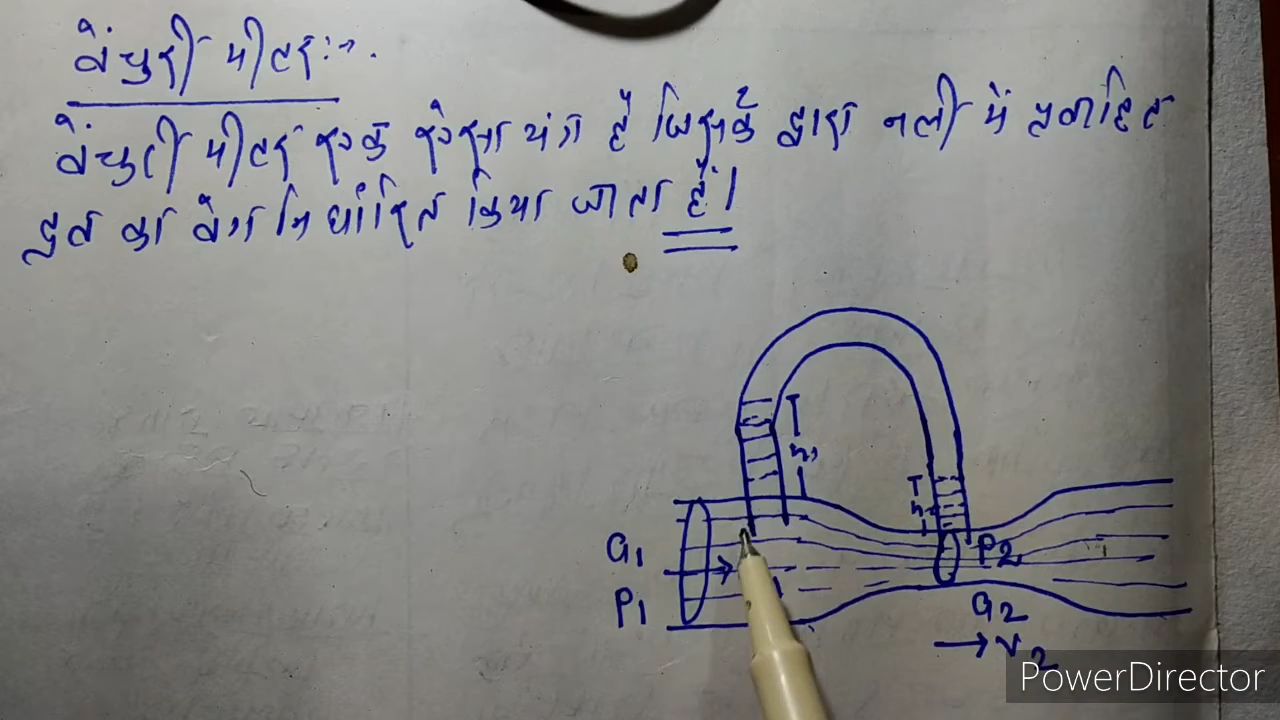 वेंचुरी मीटर :→.
वेंचुरी मीटर एक ऐसा यंत्र हैं जिसके द्वारा नली में प्रवाहित
द्रव का वेग निर्धारित किया जाता हैं।
h1
h2
a1
P2
P1
a2
→ v2
PowerDirector